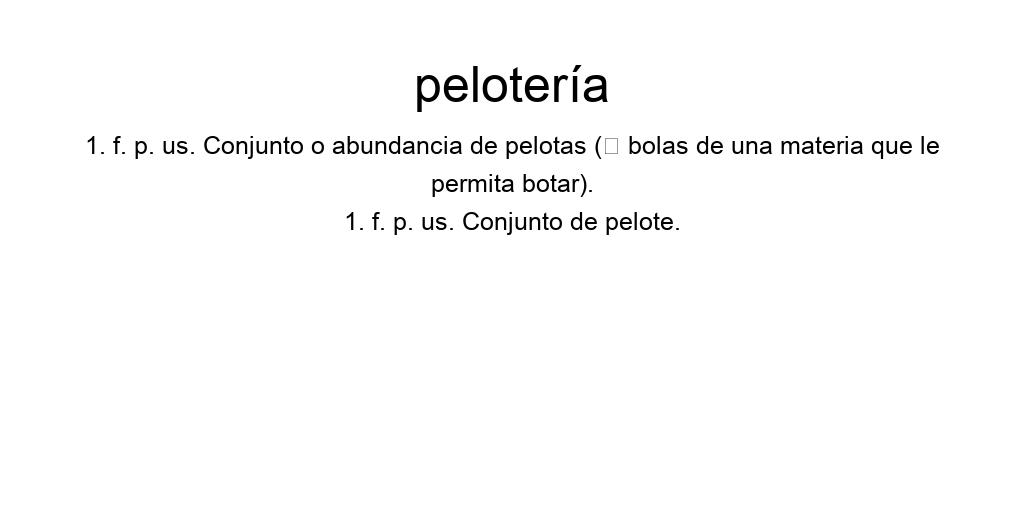 pelotería
1. f. p. us. Conjunto o abundancia de pelotas (□ bolas de una materia que le
permita botar).
1. f. p. us. Conjunto de pelote.